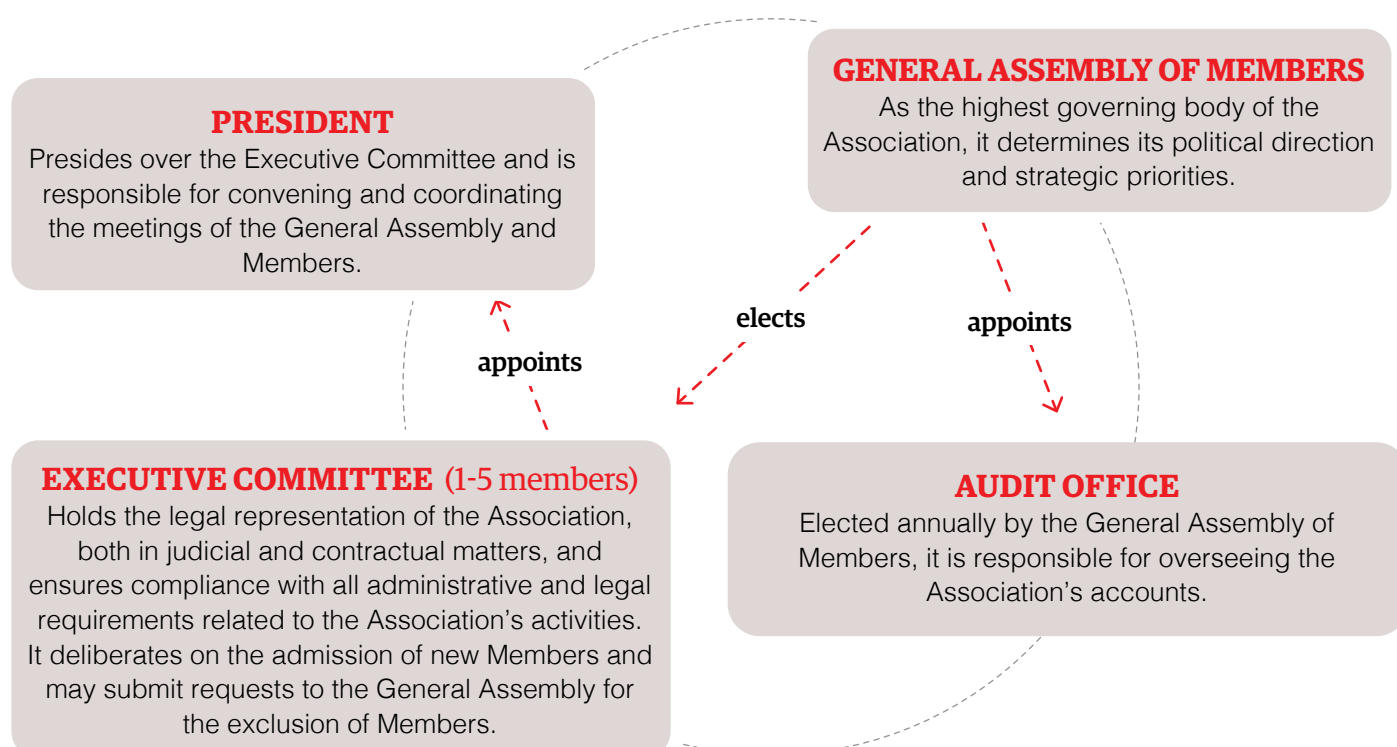 PRESIDENT
Presides over the Executive Committee and is
responsible for convening and coordinating
the meetings of the General Assembly and
Members.
GENERAL ASSEMBLY OF MEMBERS
As the highest governing body of the
Association, it determines its political direction
and strategic priorities.
elects
appoints
appoints
EXECUTIVE COMMITTEE (1-5 members)
Holds the legal representation of the Association,
both in judicial and contractual matters, and
ensures compliance with all administrative and legal
requirements related to the Association’s activities.
It deliberates on the admission of new Members and
may submit requests to the General Assembly for
the exclusion of Members.
AUDIT OFFICE
Elected annually by the General Assembly of
Members, it is responsible for overseeing the
Association’s accounts.